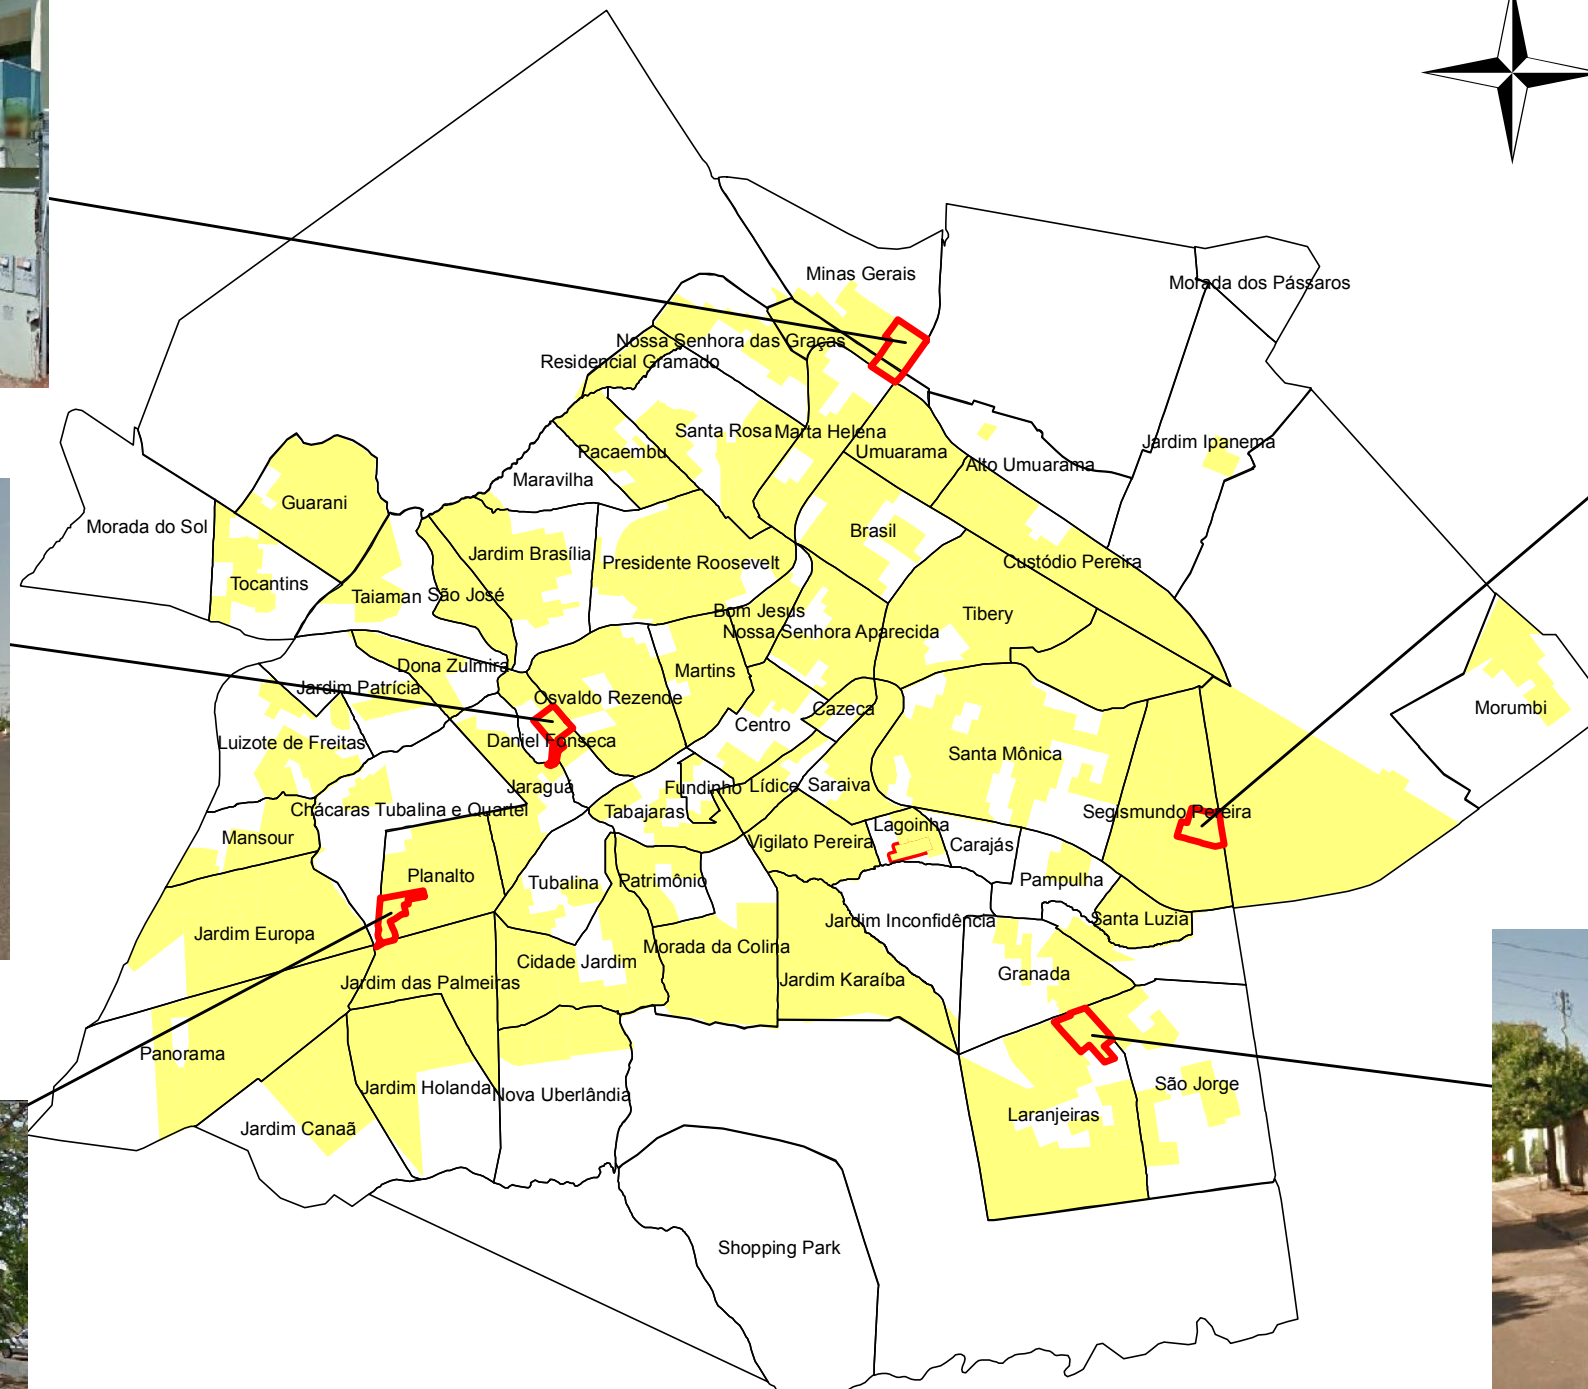 Minas Gerais
Morada dos Pássaros
Nossa Senhora das Graças
Residencial Gramado
Santa Rosa
Marta Helena
Jardim Ipanema
Pacaembu
Umuarama
Alto Umuarama
Maravilha
Guarani
Morada do Sol
Brasil
Jardim Brasília
Presidente Roosevelt
Custódio Pereira
Tocantins
Taiaman
São José
Bom Jesus
Tibery
Nossa Senhora Aparecida
Dona Zulmira
Martins
Jardim Patrícia
Osvaldo Rezende
Cazeca
Morumbi
Centro
Luizote de Freitas
Daniel Fonseca
Santa Mônica
Jaraguá
Fundinho
Lídice
Saraiva
Chácaras Tubalina e Quartel
Tabajaras
Segismundo Pereira
Lagoinha
Mansour
Vigilato Pereira
Carajás
Planalto
Tubalina
Patrimônio
Pampulha
Jardim Inconfidência
Santa Luzia
Jardim Europa
Morada da Colina
Cidade Jardim
Granada
Jardim das Palmeiras
Jardim Karaíba
Panorama
Jardim Holanda
Nova Uberlândia
São Jorge
Laranjeiras
Jardim Canaã
Shopping Park